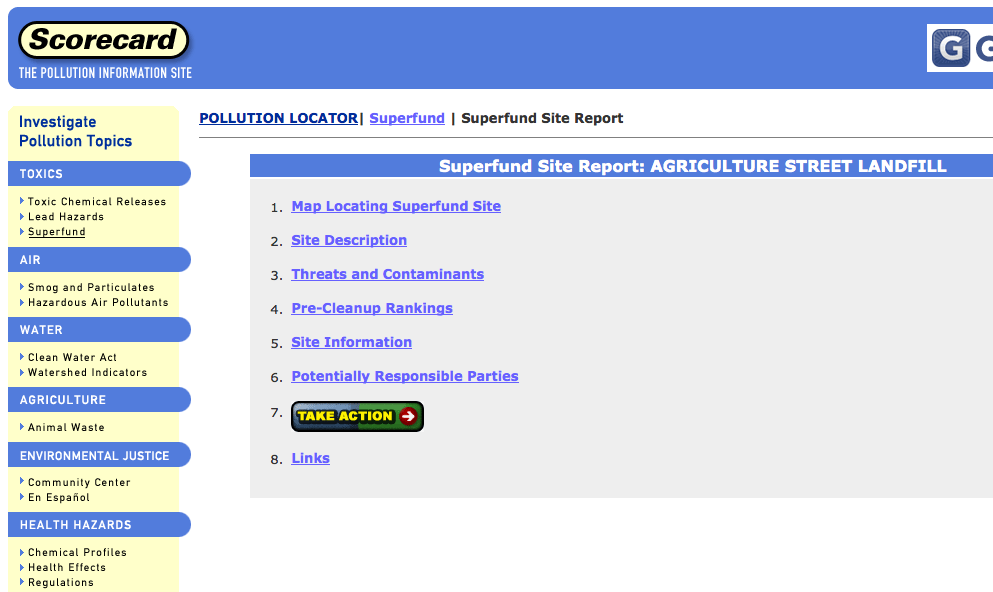 Scorecard
THE POLLUTION INFORMATION SITE
G
Investigate
Pollution Topics
TOXICS
Toxic Chemical Releases
Lead Hazards
Superfund
AIR
Smog and Particulates
Hazardous Air Pollutants
WATER
Clean Water Act
Watershed Indicators
AGRICULTURE
Animal Waste
ENVIRONMENTAL JUSTICE
Community Center
En Español
HEALTH HAZARDS
Chemical Profiles
Health Effects
Regulations
POLLUTION LOCATOR| Superfund | Superfund Site Report
Superfund Site Report: AGRICULTURE STREET LANDFILL
1. Map Locating Superfund Site
2. Site Description
3. Threats and Contaminants
4. Pre-Cleanup Rankings
5. Site Information
6. Potentially Responsible Parties
7. TAKE ACTION
8. Links